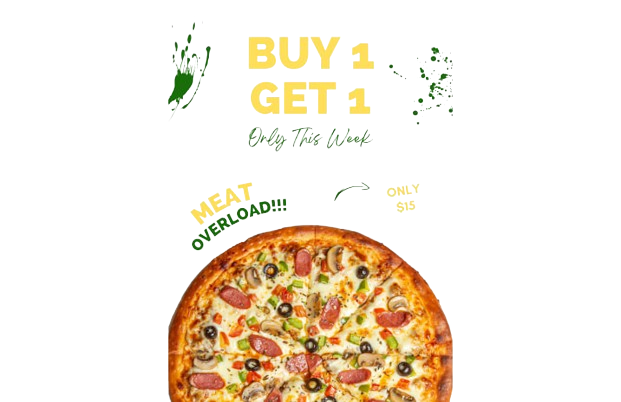 BUY 1
GET 1
Only This Week
MEAT
OVERLOAD!!!
ONLY
$15